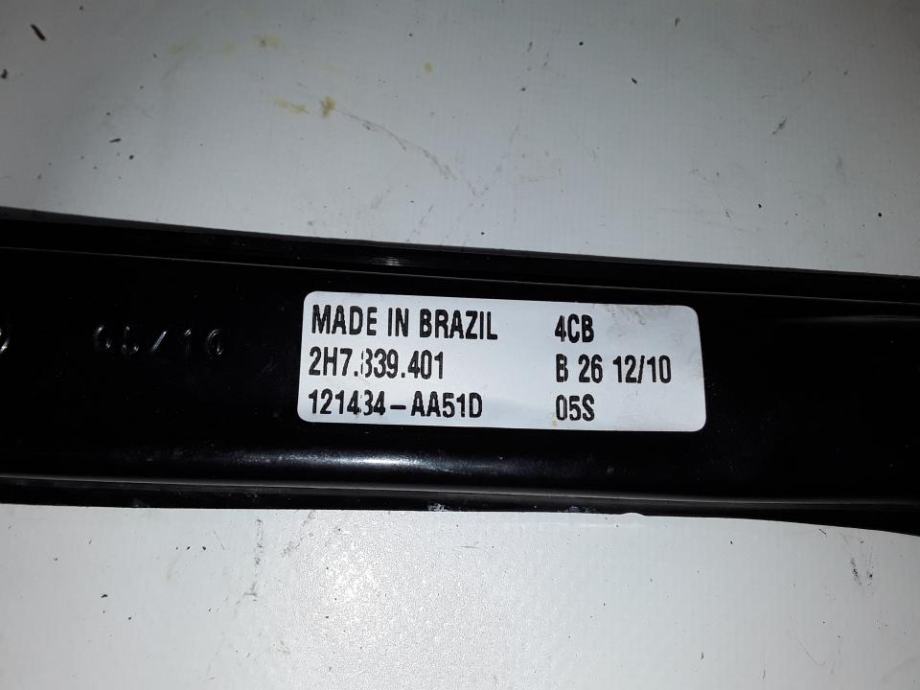 MADE IN BRAZIL 4CB
2H7.839.401 B 26 12/10
121434-AA51D 05S